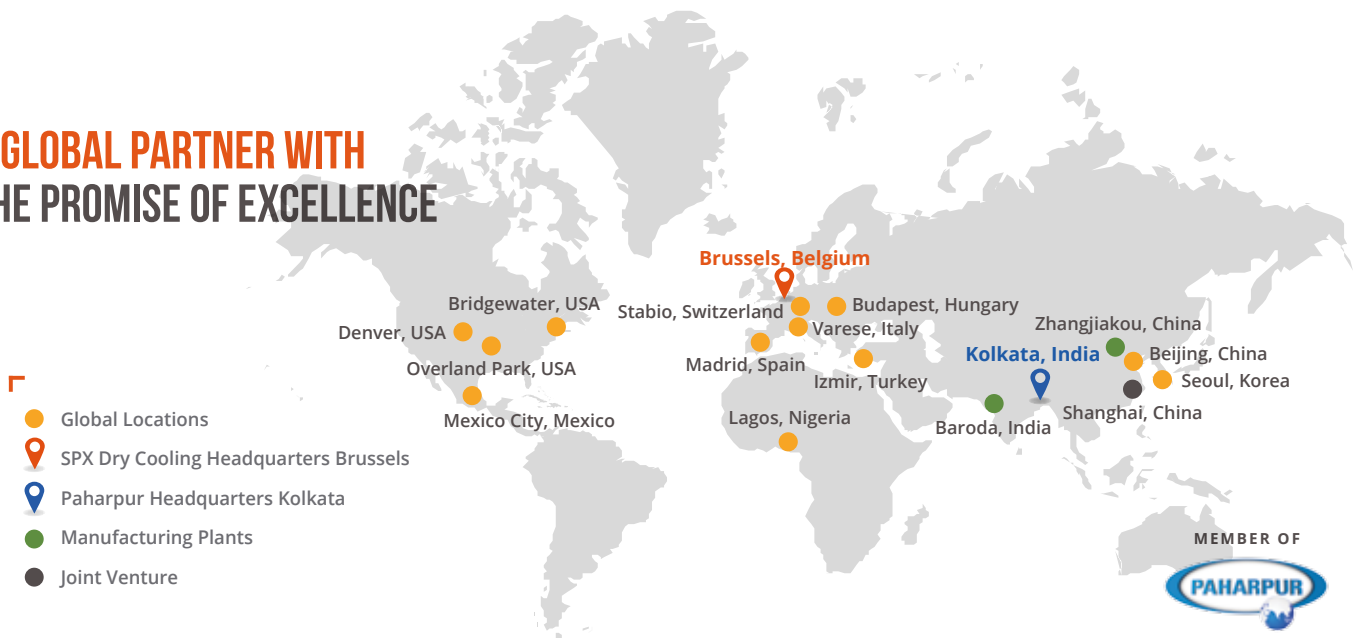 GLOBAL PARTNER WITH
HE PROMISE OF EXCELLENCE
Brussels, Belgium
Bridgewater, USA
Stabio, Switzerland
Budapest, Hungary
Denver, USA
Varese, Italy
Zhangjiakou, China
Overland Park, USA
Madrid, Spain
Kolkata, India
Beijing, China
Izmir, Turkey
Seoul, Korea
Mexico City, Mexico
Lagos, Nigeria
Baroda, India
Shanghai, China
Global Locations
SPX Dry Cooling Headquarters Brussels
Paharpur Headquarters Kolkata
Manufacturing Plants
Joint Venture
MEMBER OF
PAHARPUR